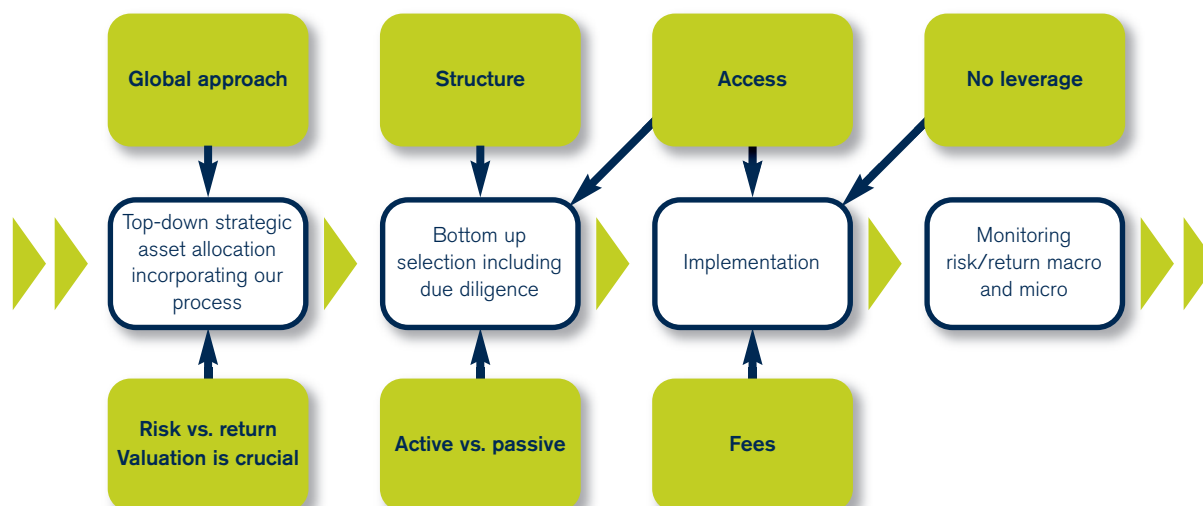 Global approach
Structure
Access
No leverage
Top-down strategic
asset allocation
incorporating our
process
Bottom up
selection including
due diligence
Implementation
Monitoring
risk/return macro
and micro
Risk vs. return
Valuation is crucial
Active vs. passive
Fees